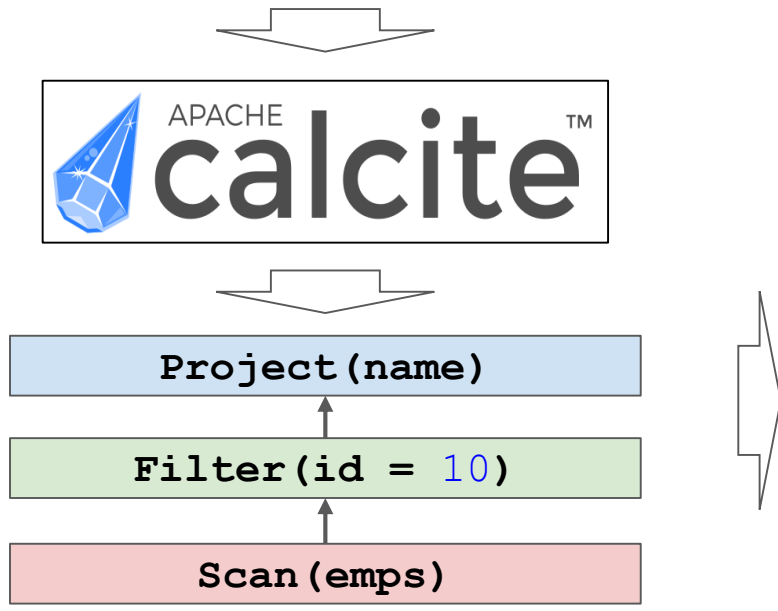 APACHE
calcite™
Project(name)
Filter(id = 10)
Scan(emps)